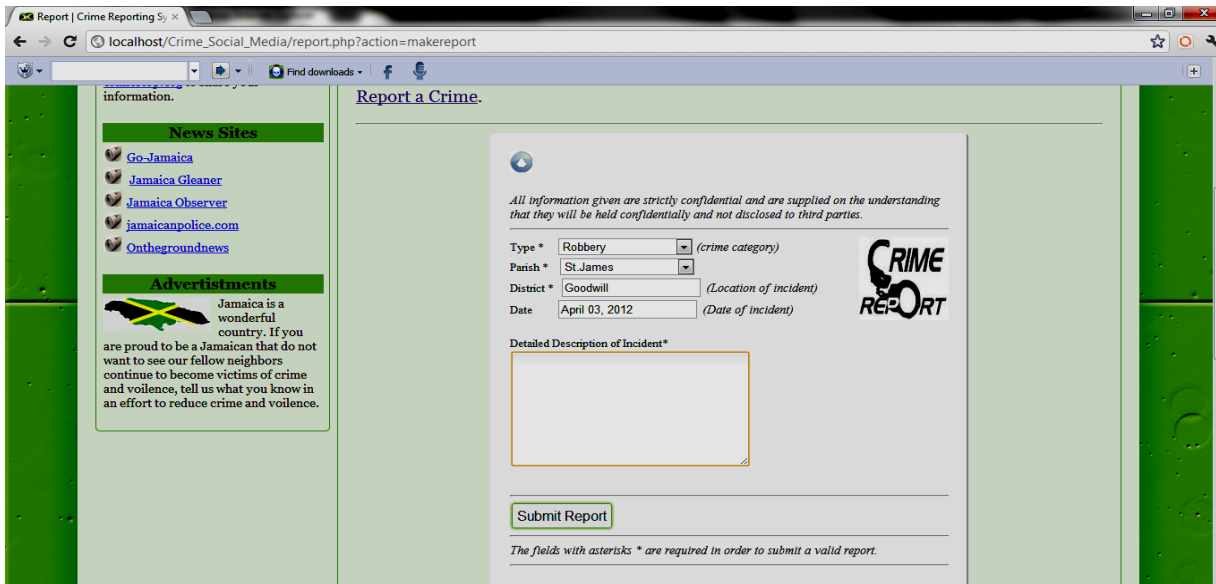 Report | Crime Reporting Sy
localhost/Crime_Social_Media/report.php?action=makereport
Find downloads
information.
News Sites
Go-Jamaica
Jamaica Gleaner
Jamaica Observer
jamaicanpolice.com
Onthegroundnews
Advertistments
Jamaica is a
wonderful
country. If you
are proud to be a Jamaican that do not
want to see our fellow neighbors
continue to become victims of crime
and voilence, tell us what you know in
an effort to reduce crime and voilence.
Report a Crime.
All information given are strictly confidential and are supplied on the understanding
that they will be held confidentially and not disclosed to third parties.
Type * Robbery (crime category)
Parish * St.James
District * Goodwill (Location of incident)
Date April 03, 2012 (Date of incident)
CRIME
REPORT
Detailed Description of Incident*
Submit Report
The fields with asterisks * are required in order to submit a valid report.